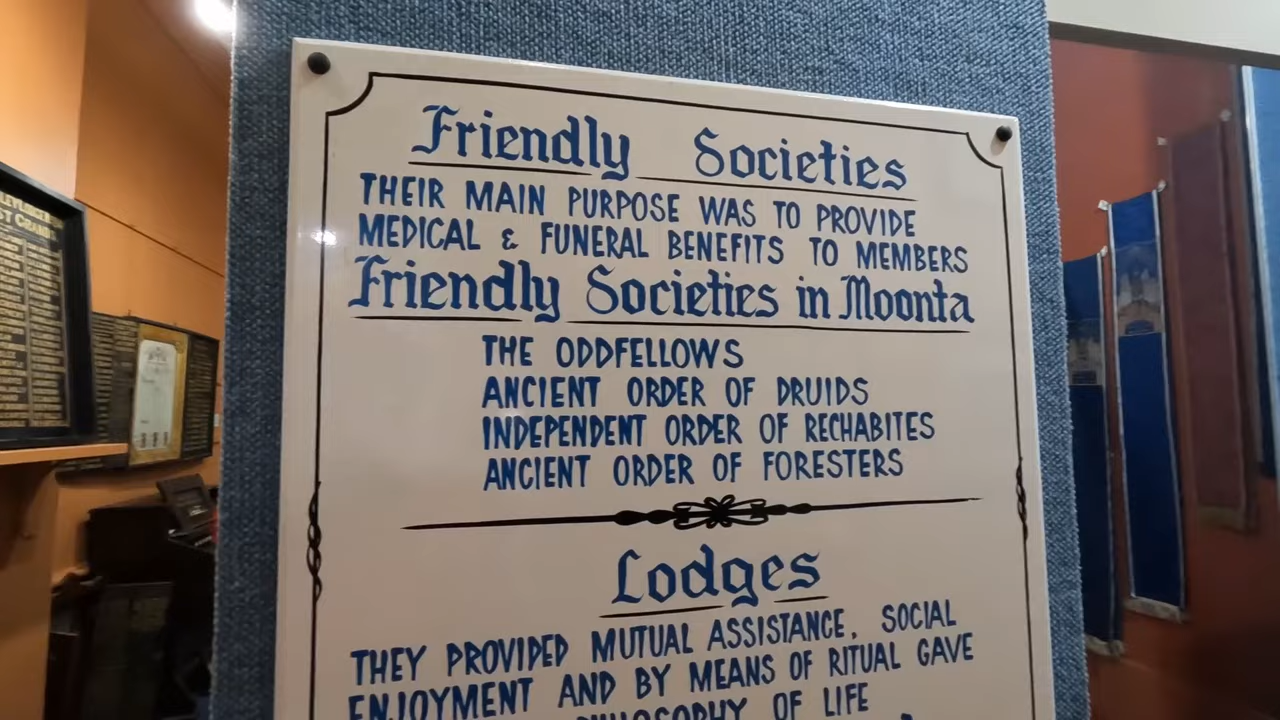 Friendly Societies
THEIR MAIN PURPOSE WAS TO PROVIDE
MEDICAL & FUNERAL BENEFITS TO MEMBERS
Friendly Societies in Moonta
THE ODDFELLOWS
ANCIENT ORDER OF DRUIDS
INDEPENDENT ORDER OF RECHABITES
ANCIENT ORDER OF FORESTERS
Lodges
THEY PROVIDED MUTUAL ASSISTANCE, SOCIAL
ENJOYMENT AND BY MEANS OF RITUAL GAVE
PHILOSOPHY OF LIFE